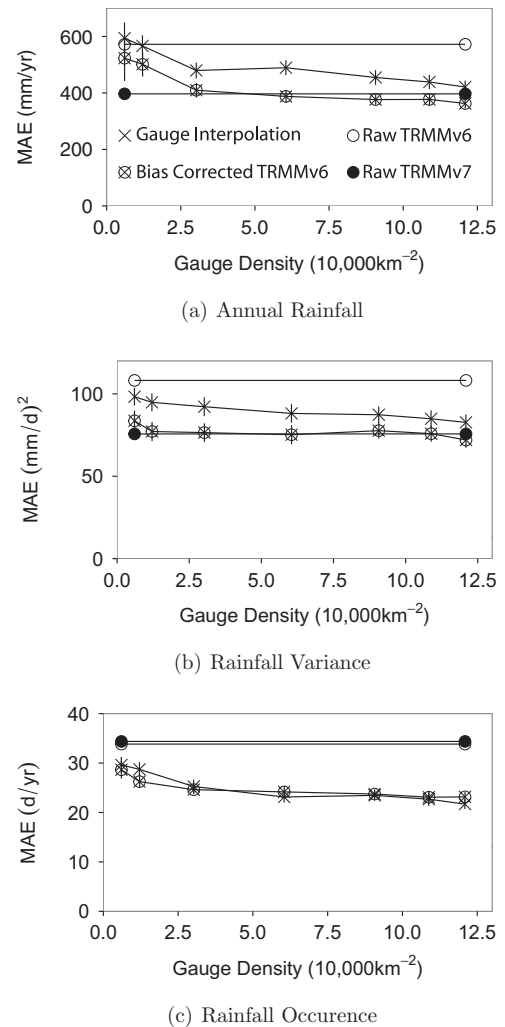 600
400
200
0
MAE (mm/yr)
Gauge Interpolation
Raw TRMMv6
Bias Corrected TRMMv6
Raw TRMMv7
0.0 2.5 5.0 7.5 10.0 12.5
Gauge Density (10,000km⁻²)
(a) Annual Rainfall
100
50
0
MAE (mm/d)²
0.0 2.5 5.0 7.5 10.0 12.5
Gauge Density (10,000km⁻²)
(b) Rainfall Variance
40
30
20
10
0
MAE (d/yr)
0.0 2.5 5.0 7.5 10.0 12.5
Gauge Density (10,000km⁻²)
(c) Rainfall Occurence